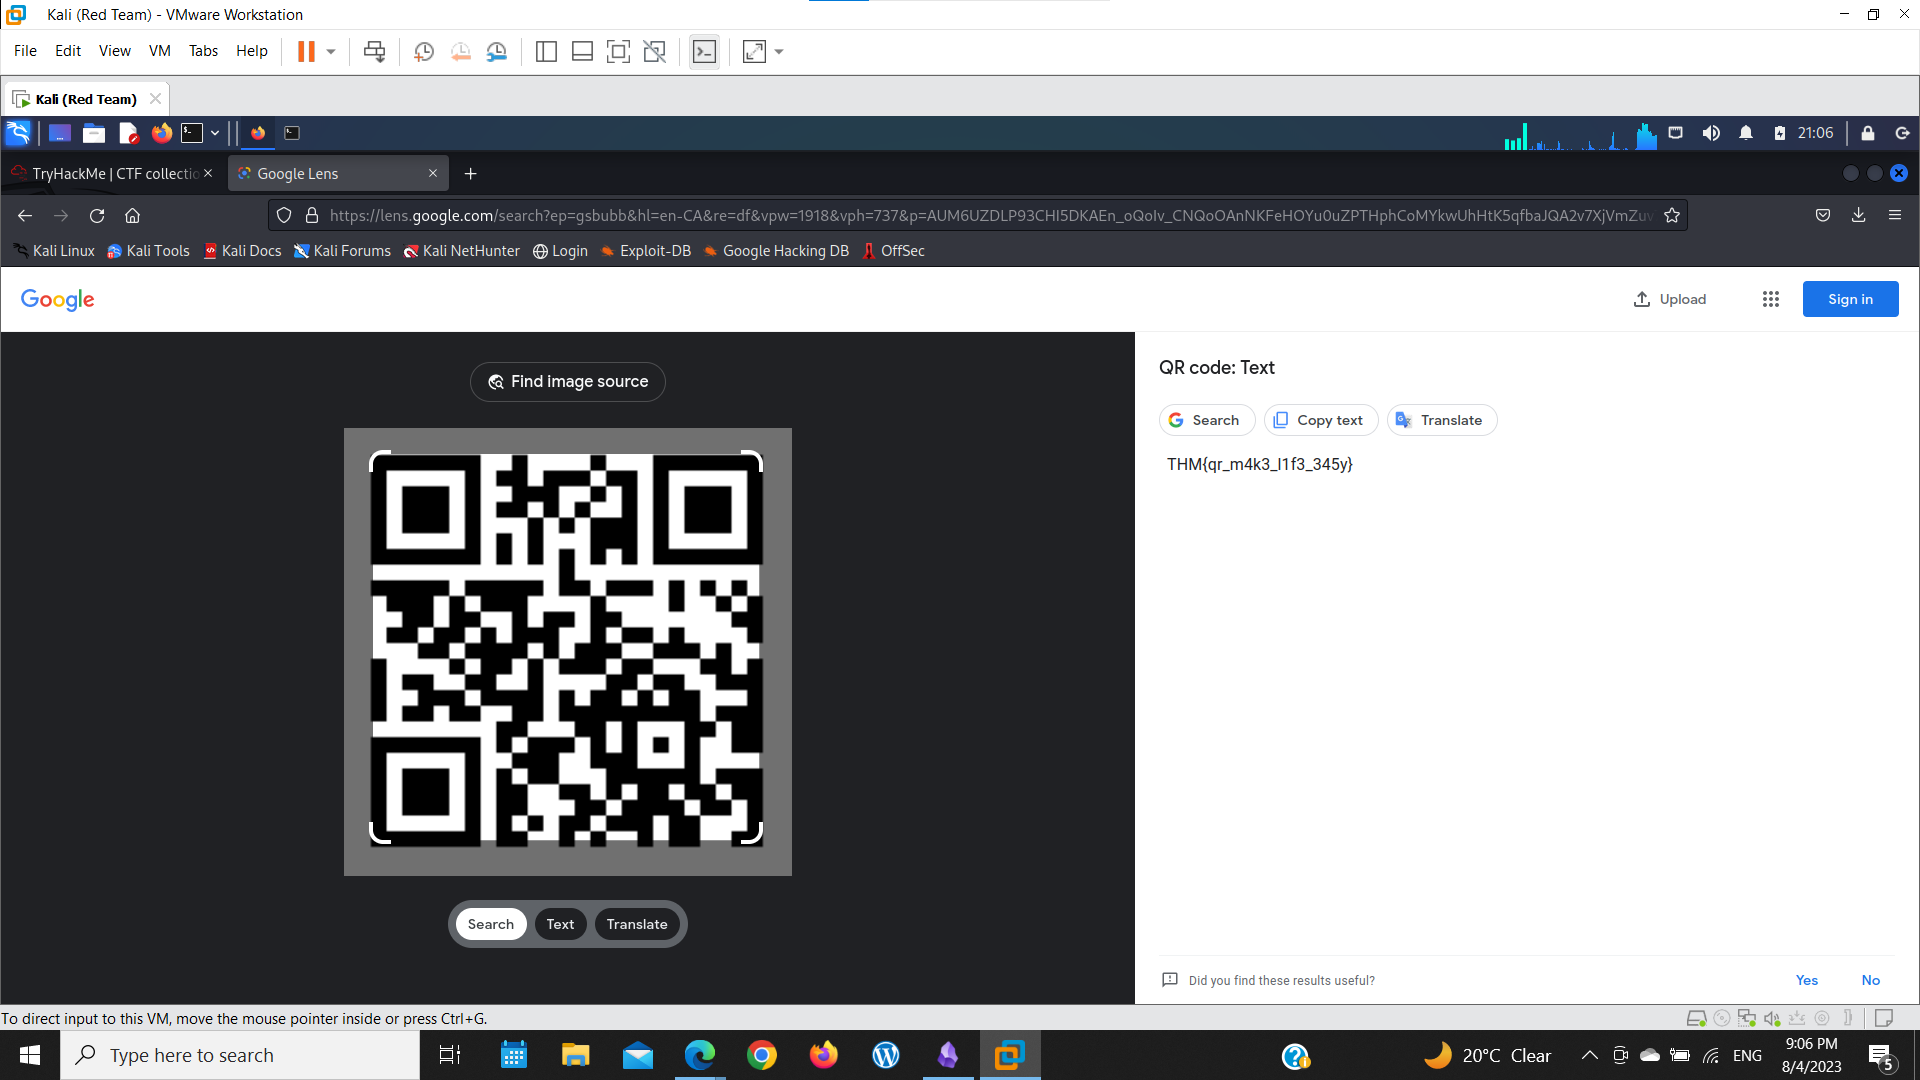 Kali (Red Team) - VMware Workstation
File Edit View VM Tabs Help
Kali (Red Team)
21:06
TryHackMe | CTF collectio
Google Lens
https://lens.google.com/search?ep=gsbubb&hl=en-CA&re=df&vpw=1918&vph=737&p=AUM6UZDLP93CHI5DKAEn_oQoIv_CNQoOAnNKFeHOYu0uZPTHphCoMYkwUhHtK5qfbaJQA2v7XjVmZuv
Kali Linux Kali Tools Kali Docs Kali Forums Kali NetHunter Login Exploit-DB Google Hacking DB OffSec
Google
Upload
Sign in
Find image source
QR code: Text
Search Copy text Translate
THM{qr_m4k3_l1f3_345y}
Search Text Translate
Did you find these results useful?
Yes No
To direct input to this VM, move the mouse pointer inside or press Ctrl+G.
Type here to search
20°C Clear
ENG
9:06 PM
8/4/2023
5